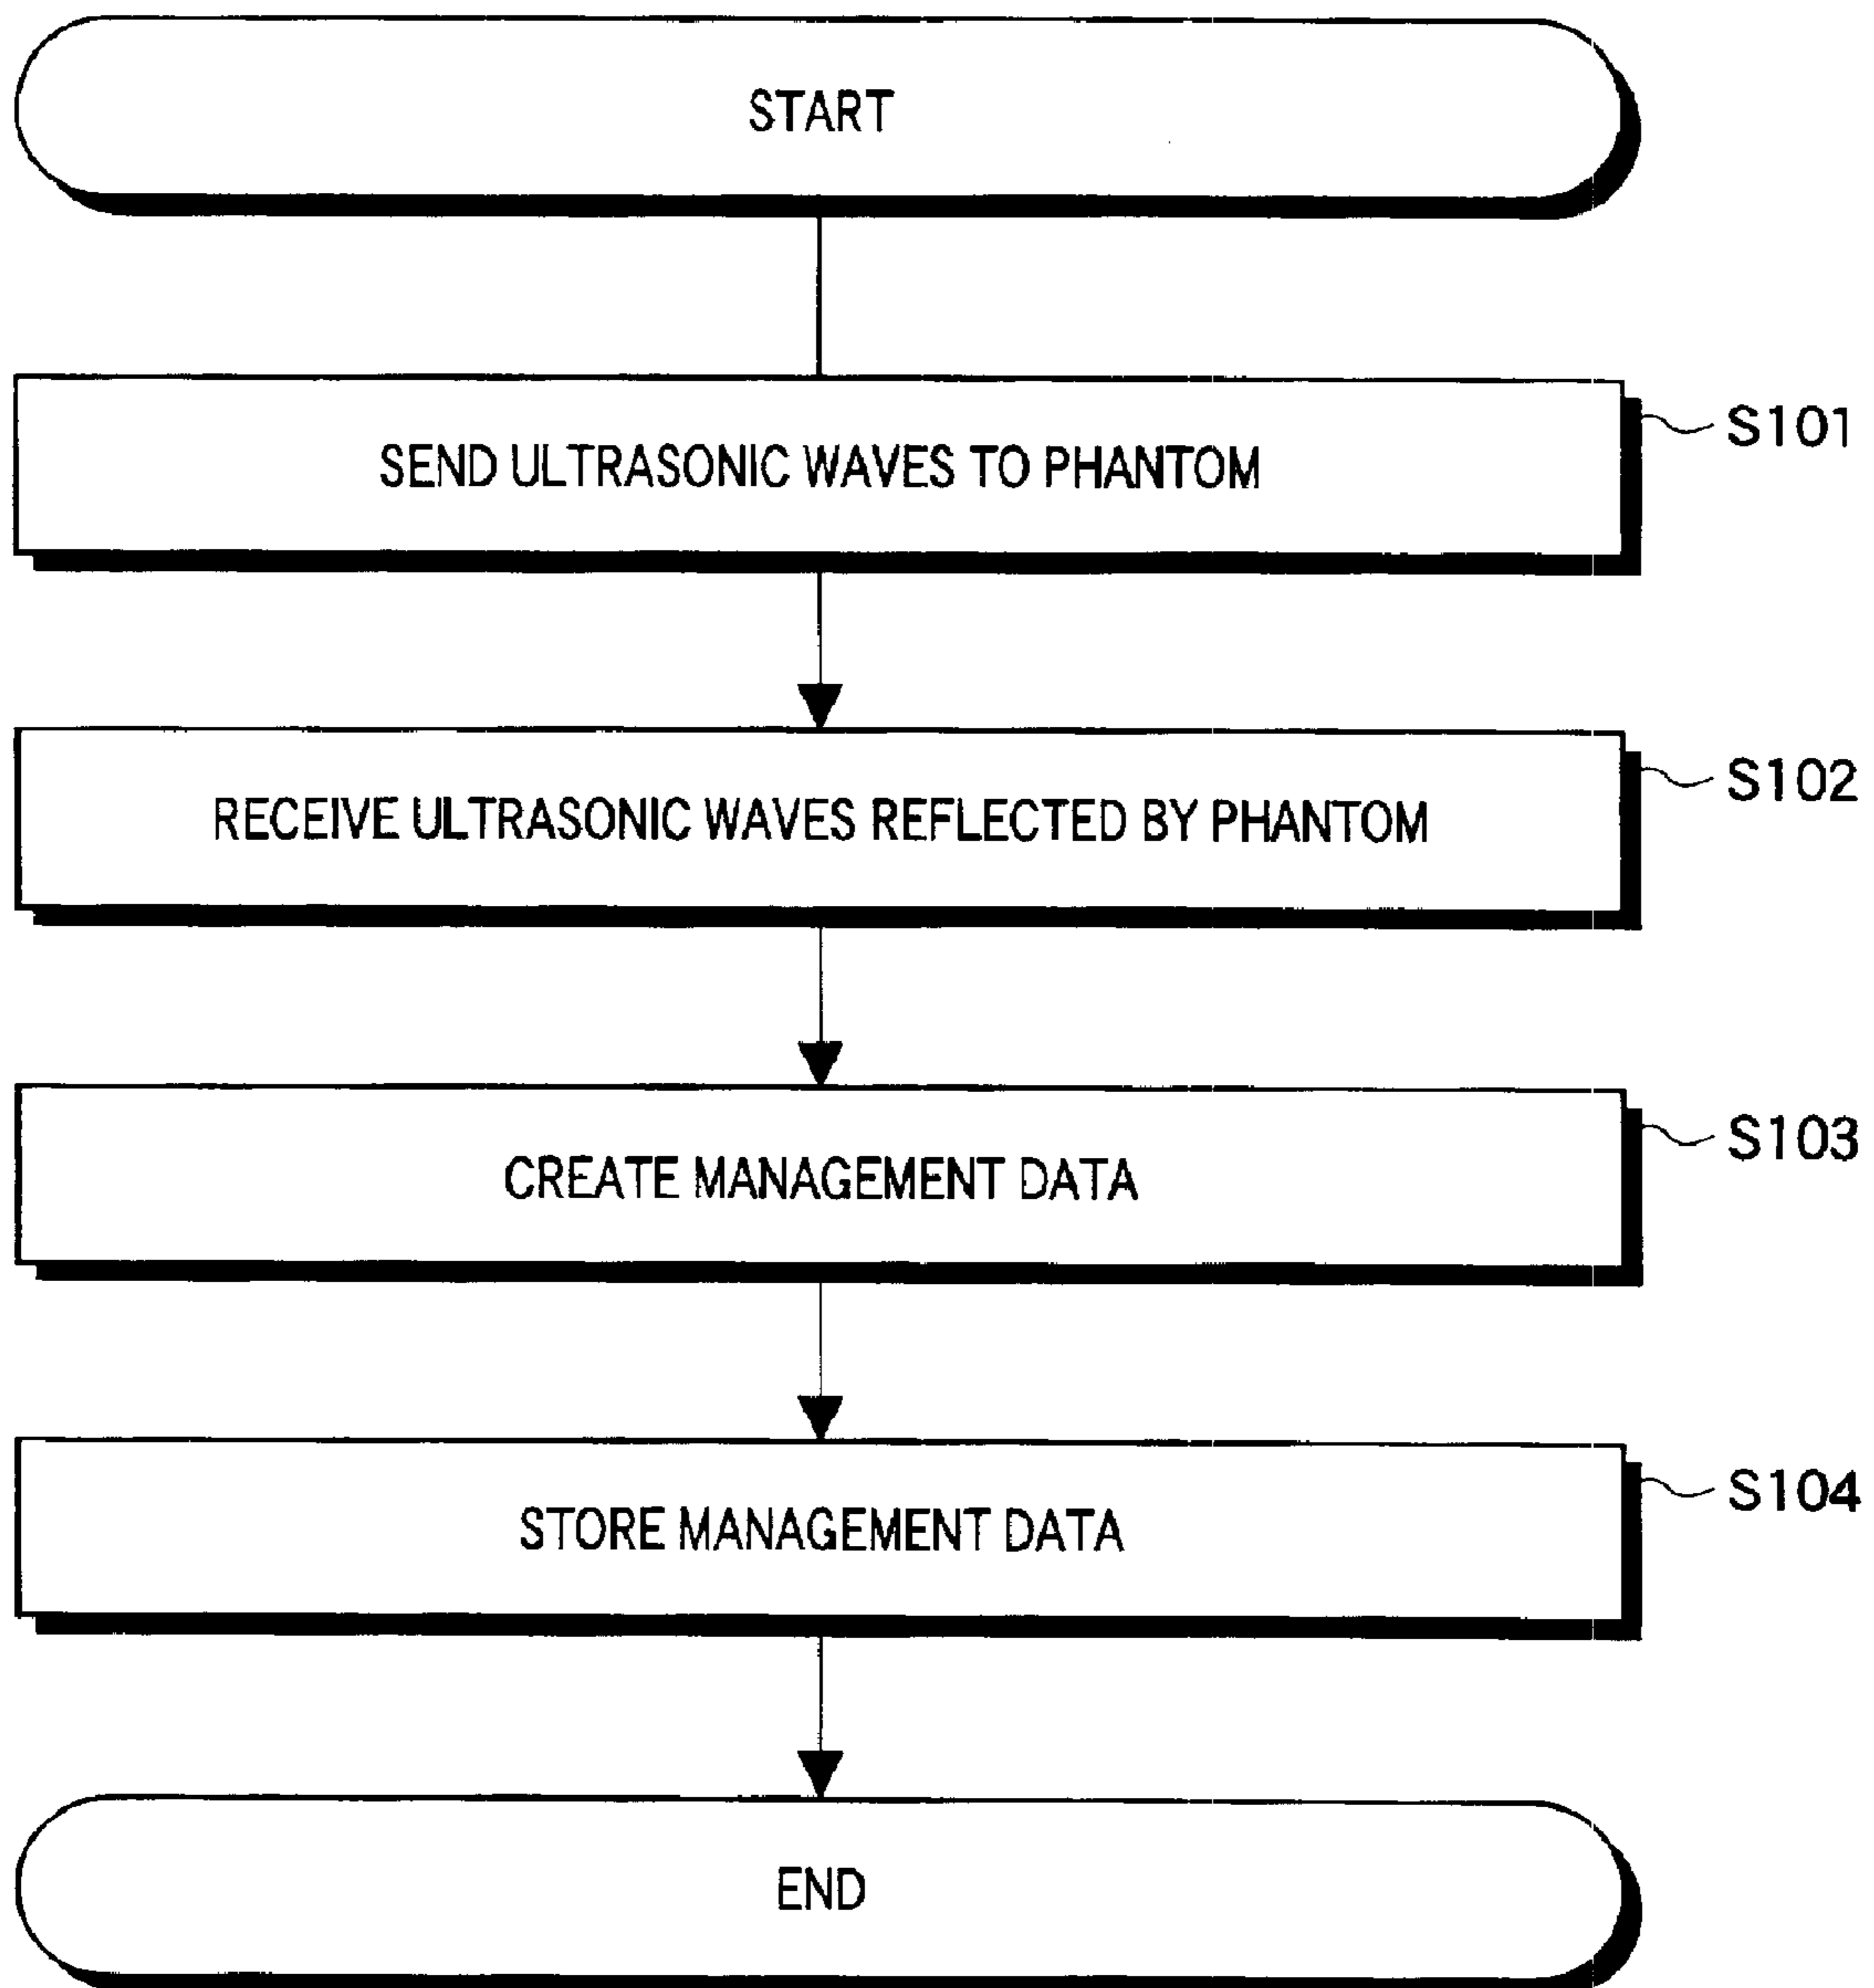 START
SEND ULTRASONIC WAVES TO PHANTOM
S101
RECEIVE ULTRASONIC WAVES REFLECTED BY PHANTOM
S102
CREATE MANAGEMENT DATA
S103
STORE MANAGEMENT DATA
S104
END